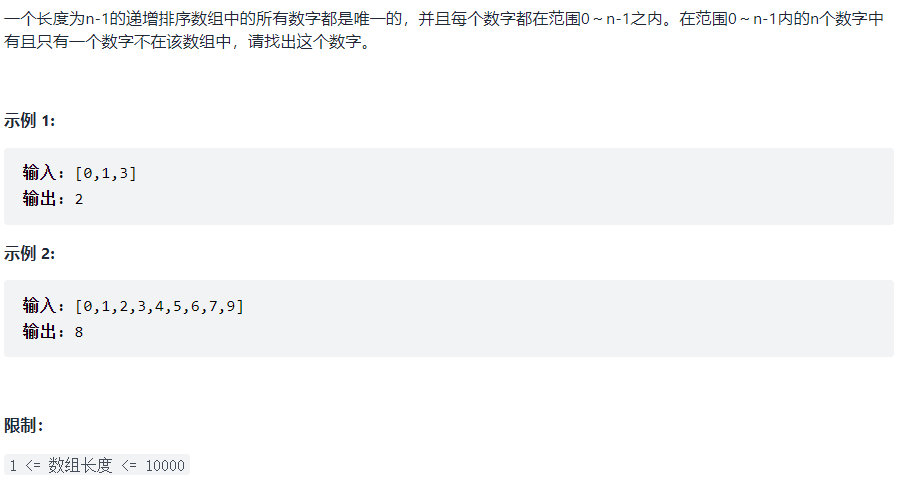 一个长度为n-1的递增排序数组中的所有数字都是唯一的，并且每个数字都在范围0～n-1之内。在范围0～n-1内的n个数字中
有且只有一个数字不在该数组中，请找出这个数字。
示例 1:
输入: [0,1,3]
输出: 2
示例 2:
输入: [0,1,2,3,4,5,6,7,9]
输出: 8
限制：
1 <= 数组长度 <= 10000